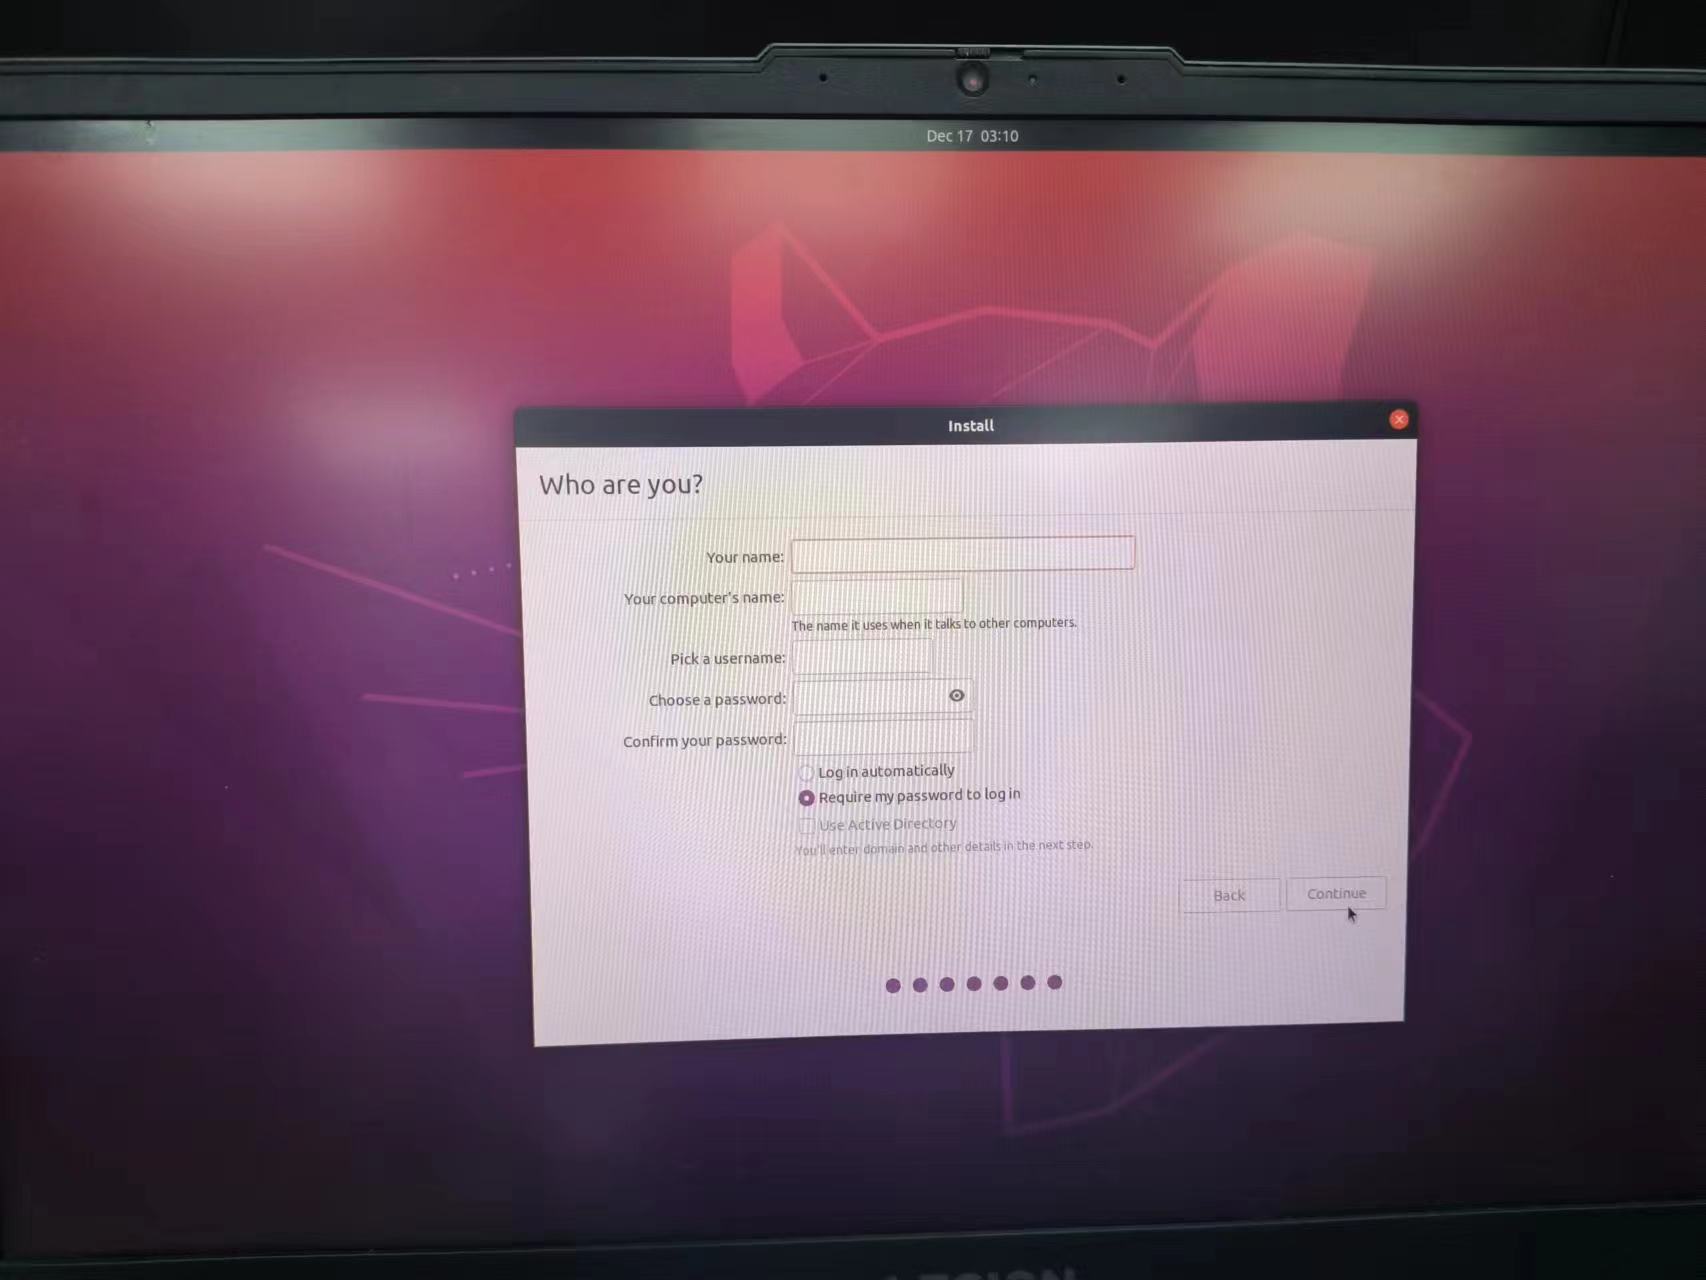 Dec 17 03:10
Install
Who are you?
Your name:
Your computer's name:
The name it uses when it talks to other computers.
Pick a username:
Choose a password:
Confirm your password:
Log in automatically
Require my password to log in
Use Active Directory
You'll enter domain and other details in the next step.
Back Continue
LEGION